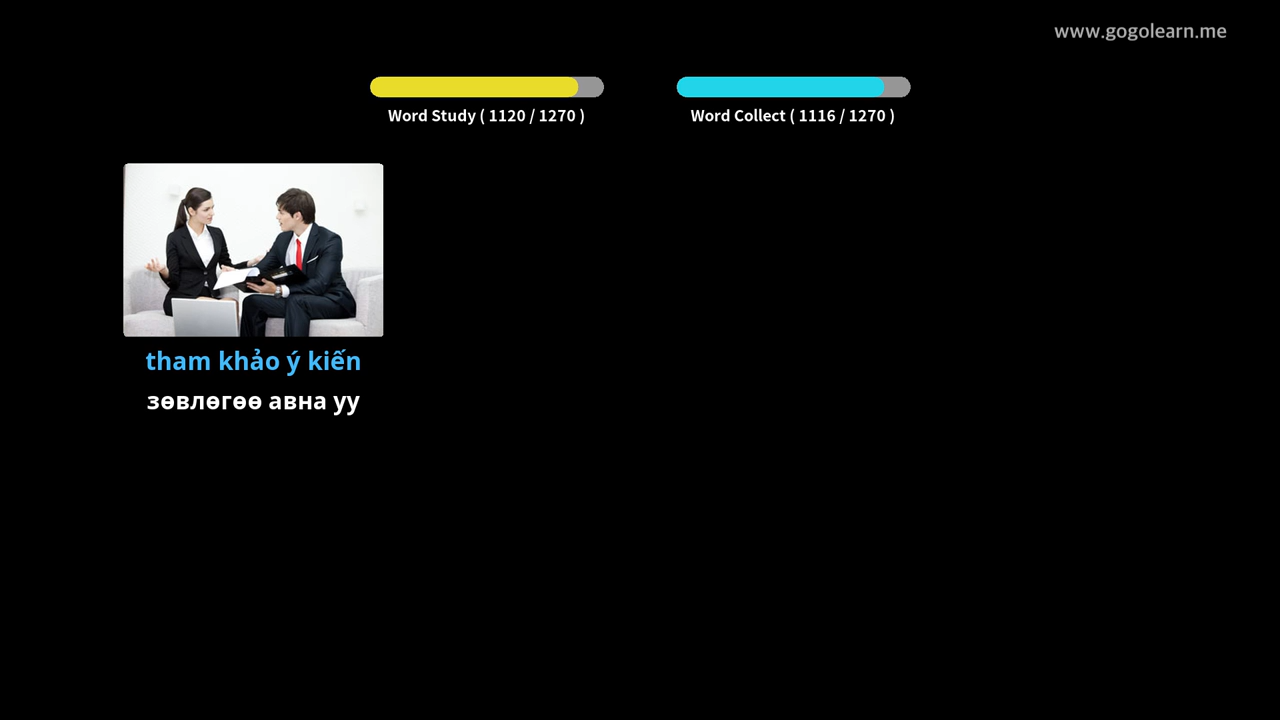 www.gogolearn.me
Word Study ( 1120 / 1270 )
Word Collect ( 1116 / 1270 )
tham khảo ý kiến
зөвлөгөө авна уу